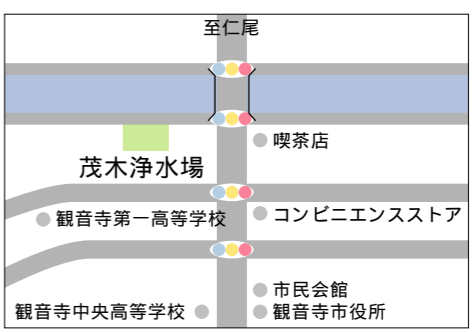 至仁尾
喫茶店
茂木浄水場
コンビニエンスストア
観音寺第一高等学校
市民会館
観音寺中央高等学校
観音寺市役所